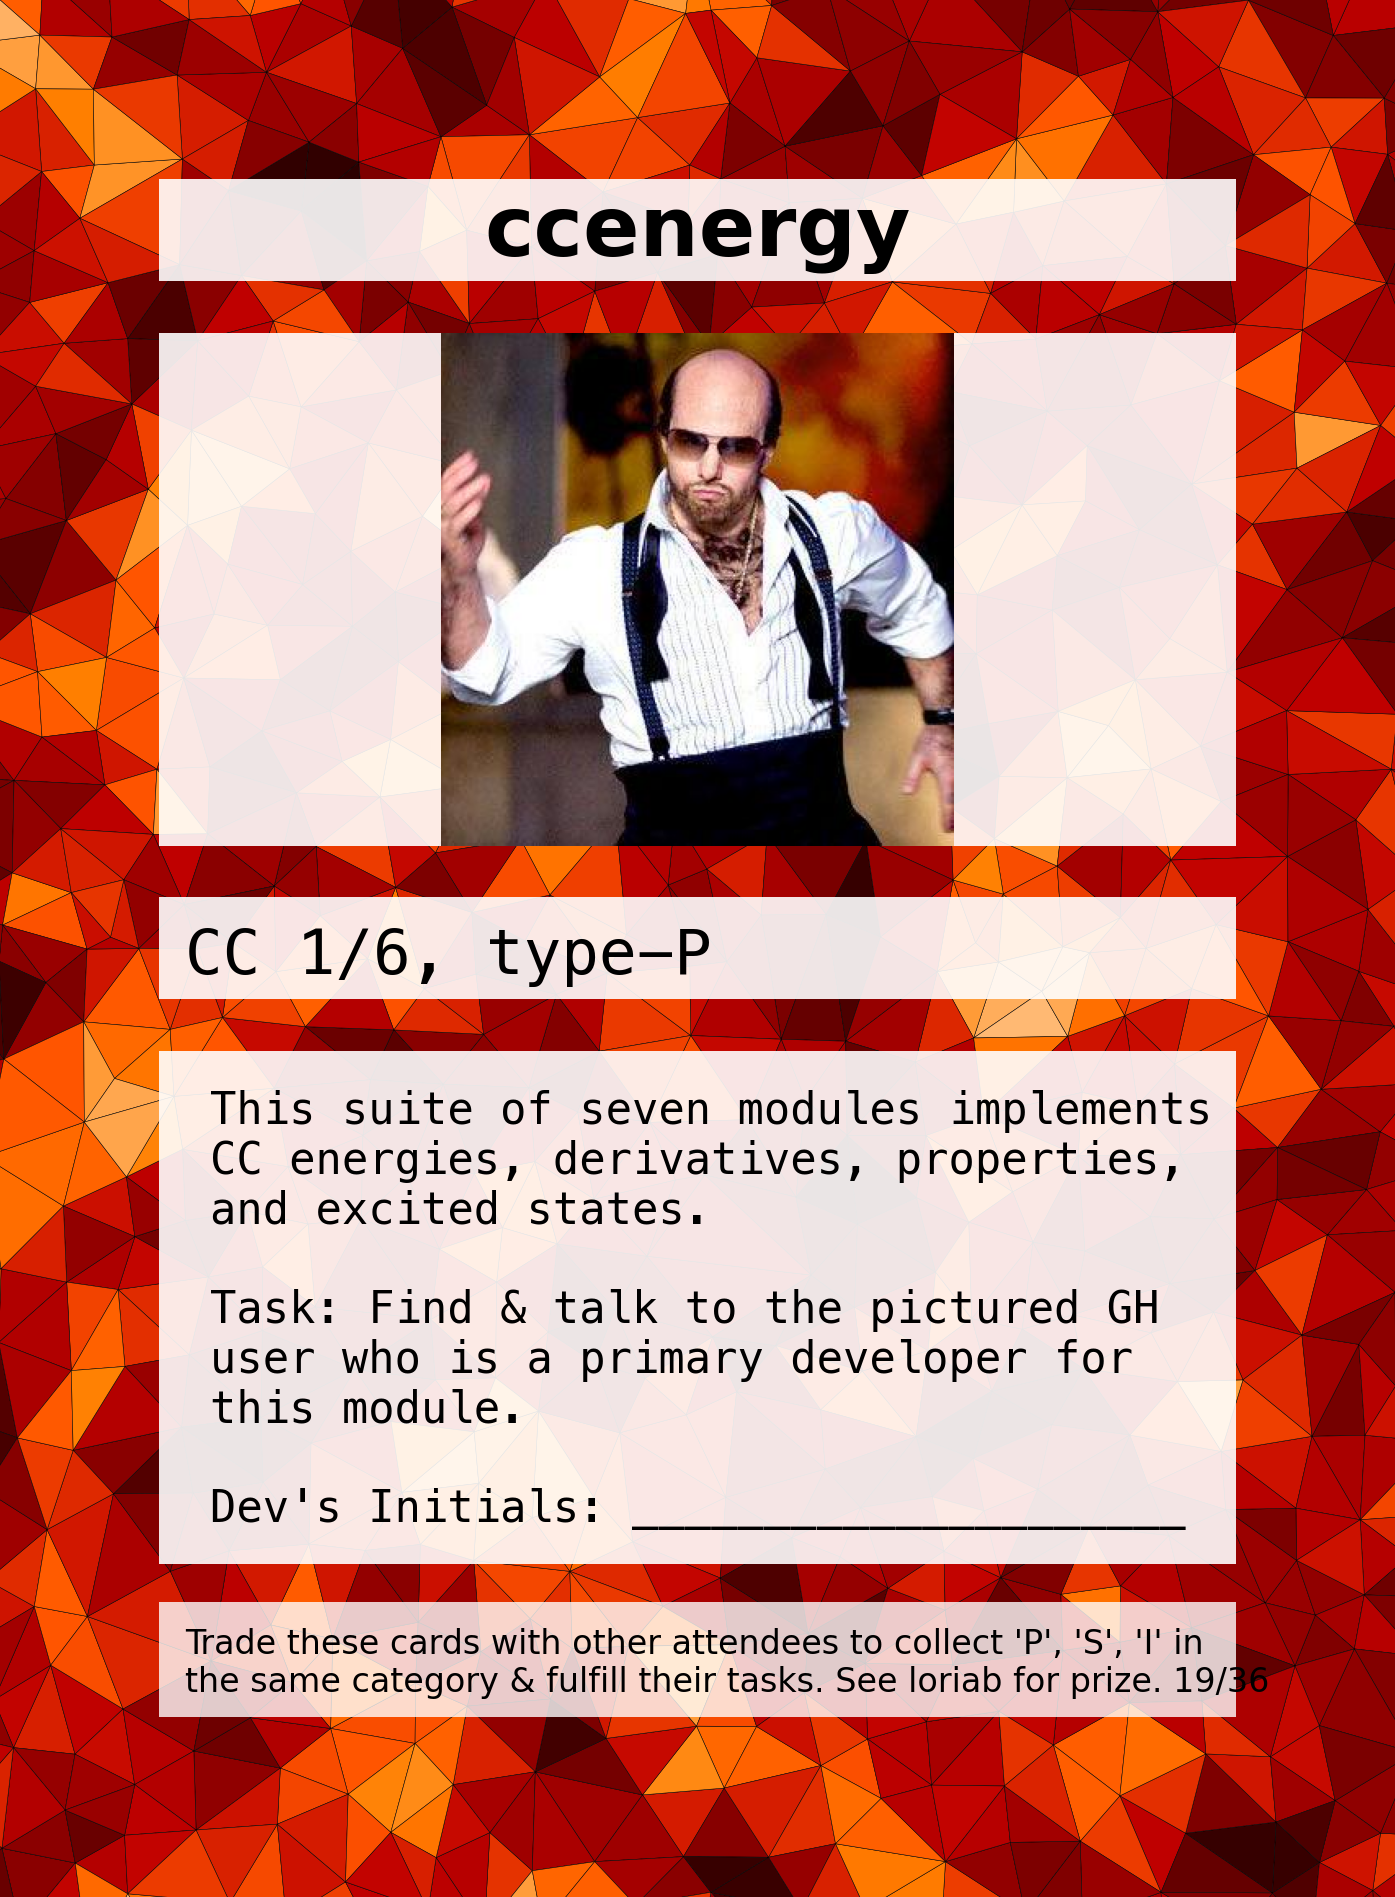 ccenergy
CC 1/6, type–P
This suite of seven modules implements
CC energies, derivatives, properties,
and excited states.
Task: Find & talk to the pictured GH
user who is a primary developer for
this module.
Dev's Initials: _____________________
Trade these cards with other attendees to collect 'P', 'S', 'I' in
the same category & fulfill their tasks. See loriab for prize. 19/36